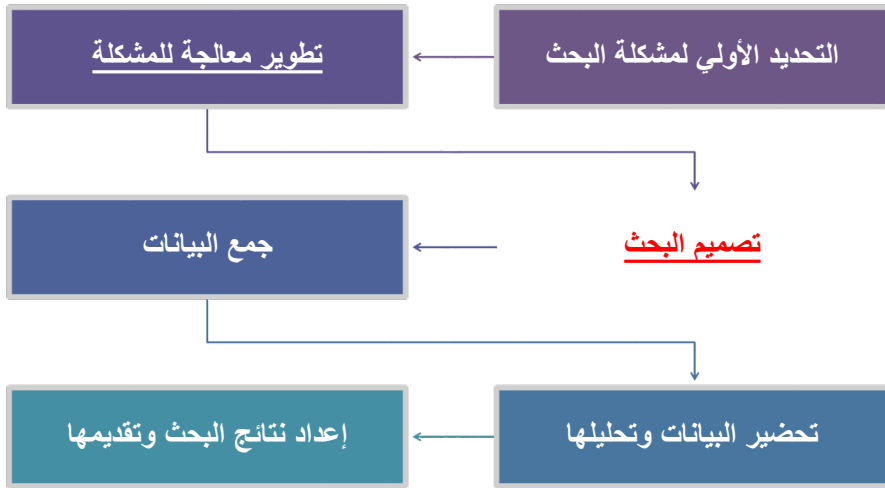 التحديد الأولي لمشكلة البحث
تطوير معالجة للمشكلة
تصميم البحث
جمع البيانات
تحضير البيانات وتحليلها
إعداد نتائج البحث وتقديمها